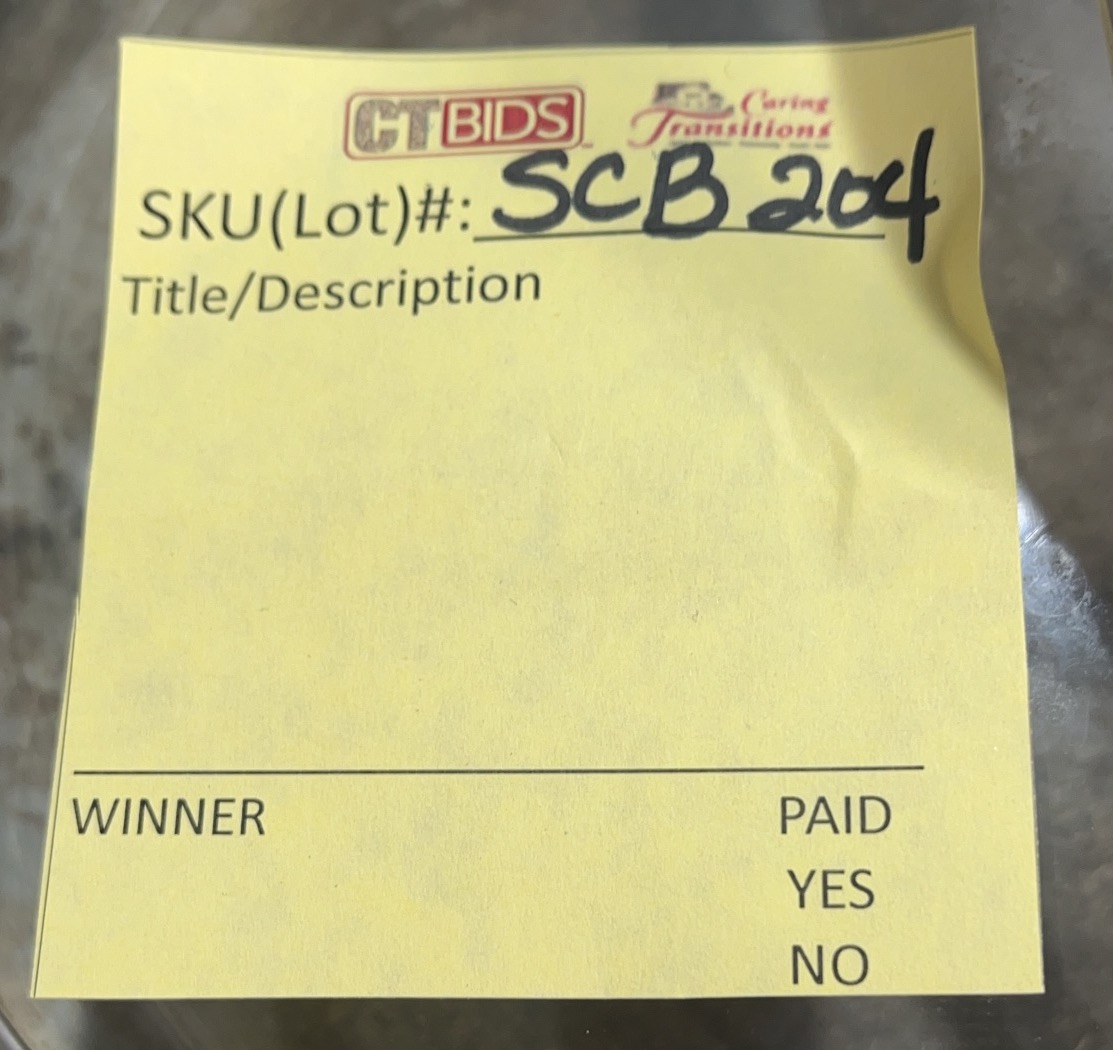 CTBIDS
Caring
Transitions
SKU(Lot)#: SCB 204
Title/Description
WINNER PAID
YES
NO